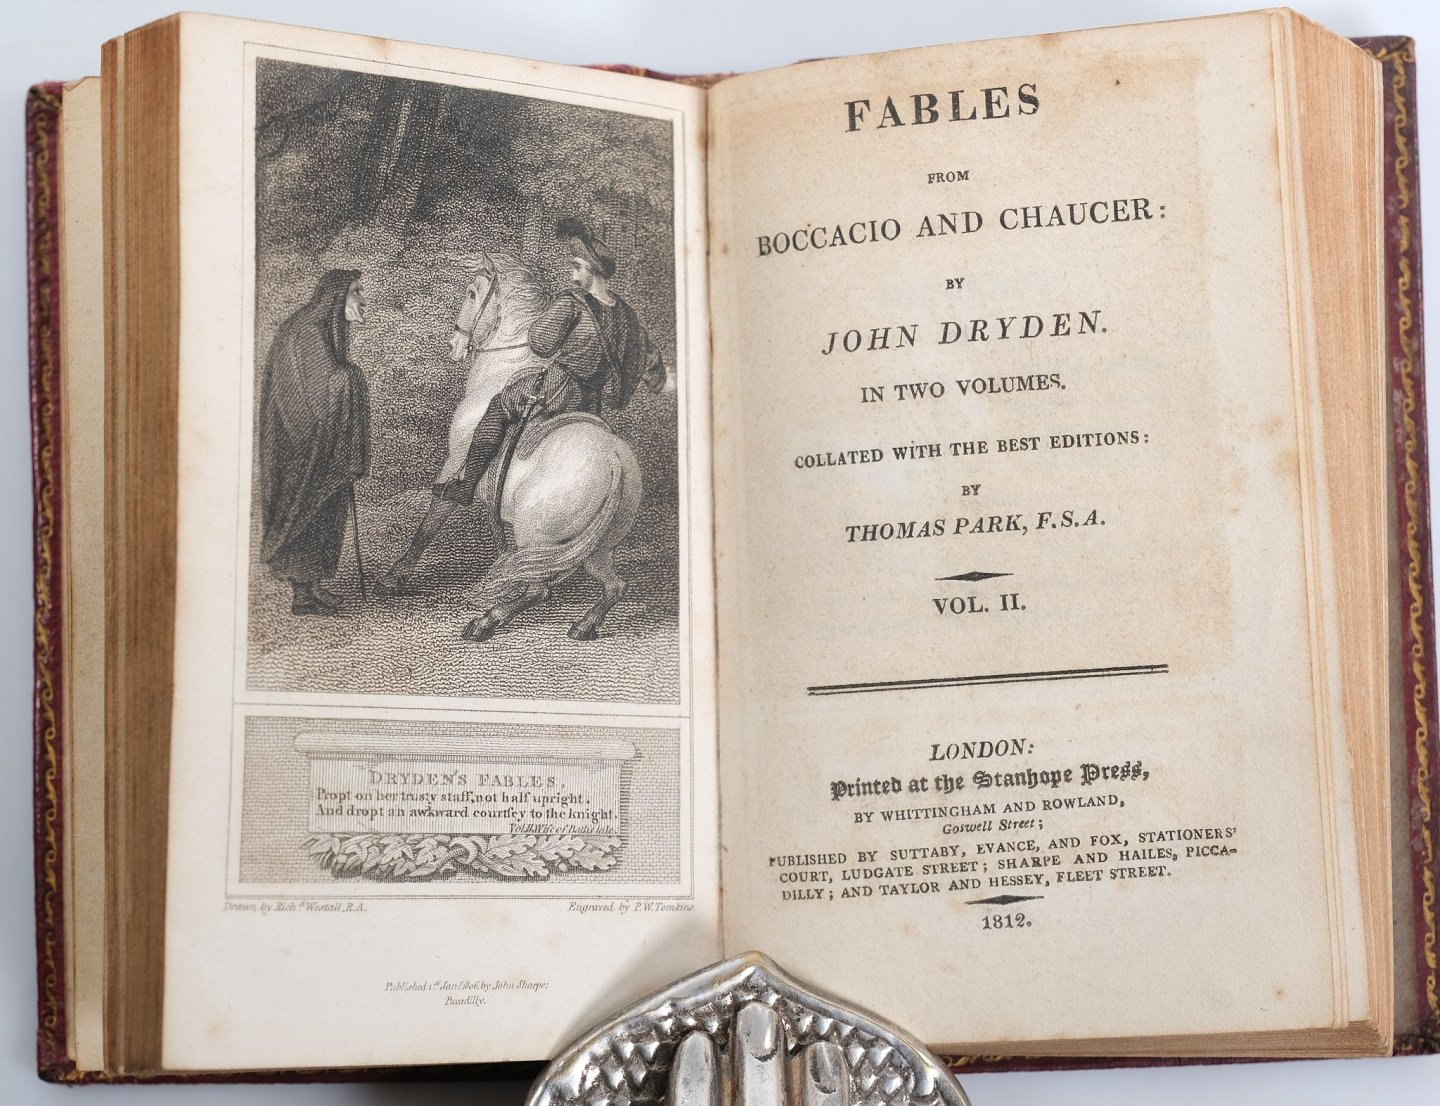 DRYDEN'S FABLES.
Propt on her trusty staff, not half upright,
And dropt an awkward courtsey to the knight.
Vol. II. Wife of Bath's tale.
Drawn by Richd. Westall, R.A.
Engraved by P.W. Tomkins.
Published 1st Jany. 1806, by John Sharpe;
Piccadilly.
FABLES
FROM
BOCCACIO AND CHAUCER:
BY
JOHN DRYDEN.
IN TWO VOLUMES.
COLLATED WITH THE BEST EDITIONS:
BY
THOMAS PARK, F.S.A.
VOL. II.
LONDON:
Printed at the Stanhope Press,
BY WHITTINGHAM AND ROWLAND,
Goswell Street;
PUBLISHED BY SUTTABY, EVANCE, AND FOX, STATIONERS'
COURT, LUDGATE STREET; SHARPE AND HAILES, PICCA-
DILLY; AND TAYLOR AND HESSEY, FLEET STREET.
1812.